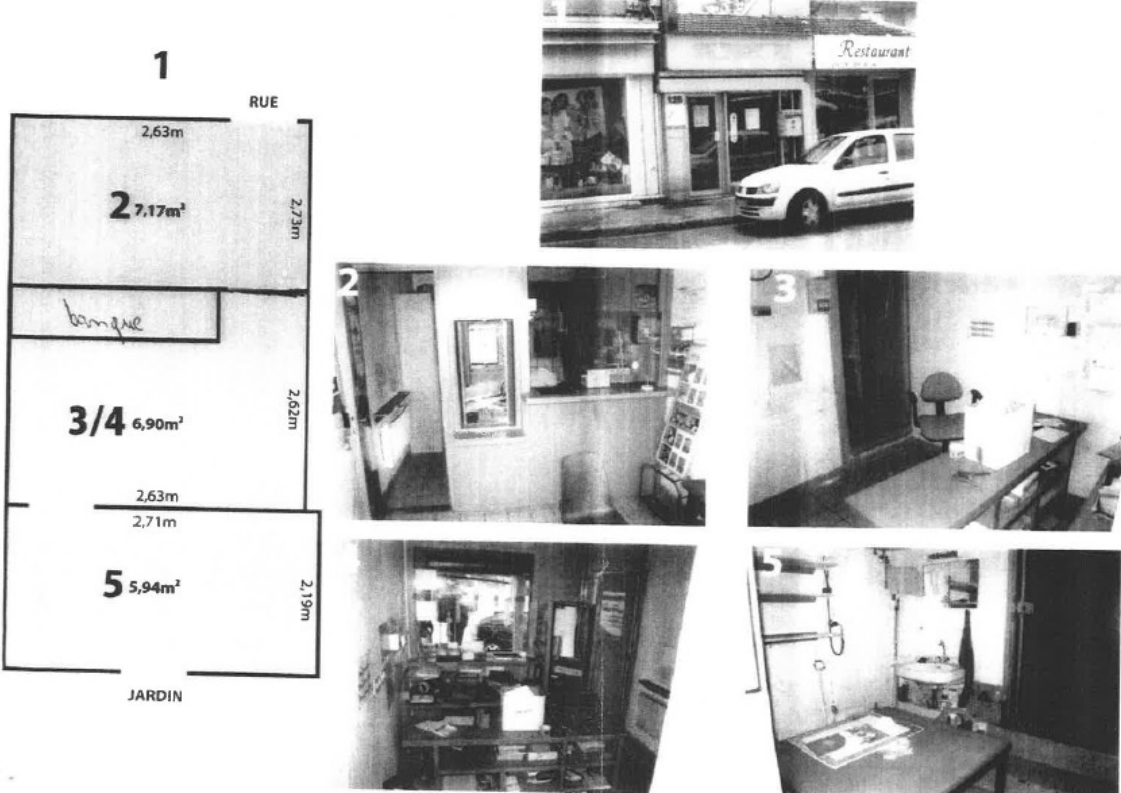 1
RUE
2,63m
2 7,17m²
2,73m
banque
3/4 6,90m²
2,62m
2,63m
2,71m
5 5,94m²
2,19m
JARDIN
Restaurant
2
3
5